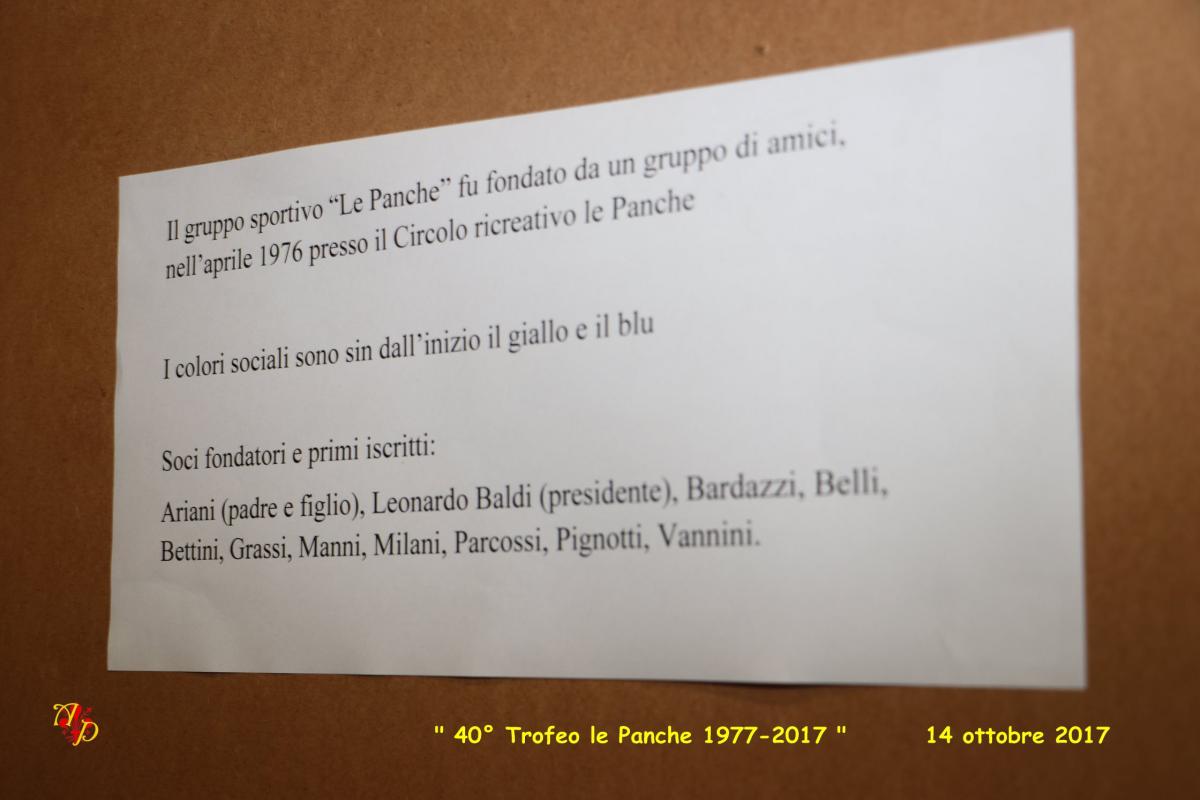 Il gruppo sportivo “Le Panche” fu fondato da un gruppo di amici,
nell’aprile 1976 presso il Circolo ricreativo le Panche
I colori sociali sono sin dall’inizio il giallo e il blu
Soci fondatori e primi iscritti:
Ariani (padre e figlio), Leonardo Baldi (presidente), Bardazzi, Belli,
Bettini, Grassi, Manni, Milani, Parcossi, Pignotti, Vannini.
AP
" 40° Trofeo le Panche 1977-2017 " 14 ottobre 2017